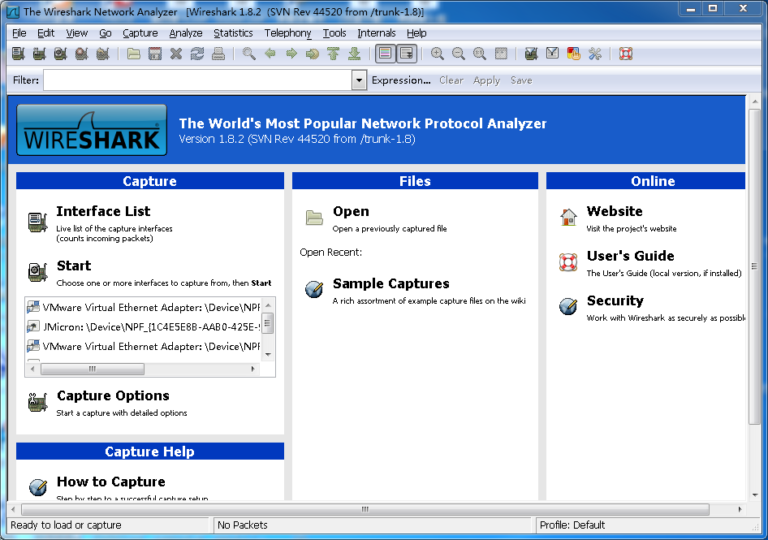 The Wireshark Network Analyzer [Wireshark 1.8.2 (SVN Rev 44520 from /trunk-1.8)]
File Edit View Go Capture Analyze Statistics Telephony Tools Internals Help
Filter: Expression... Clear Apply Save
WIRESHARK
The World's Most Popular Network Protocol Analyzer
Version 1.8.2 (SVN Rev 44520 from /trunk-1.8)
Capture
Interface List
Live list of the capture interfaces
(counts incoming packets)
Start
Choose one or more interfaces to capture from, then Start
VMware Virtual Ethernet Adapter: \Device\NPF
JMicron: \Device\NPF_{1C4E5E8B-AAB0-425E-
VMware Virtual Ethernet Adapter: \Device\NPF
Capture Options
Start a capture with detailed options
Capture Help
How to Capture
Step by step to a successful capture setup
Files
Open
Open a previously captured file
Open Recent:
Sample Captures
A rich assortment of example capture files on the wiki
Online
Website
Visit the project's website
User's Guide
The User's Guide (local version, if installed)
Security
Work with Wireshark as securely as possibl
Ready to load or capture
No Packets
Profile: Default